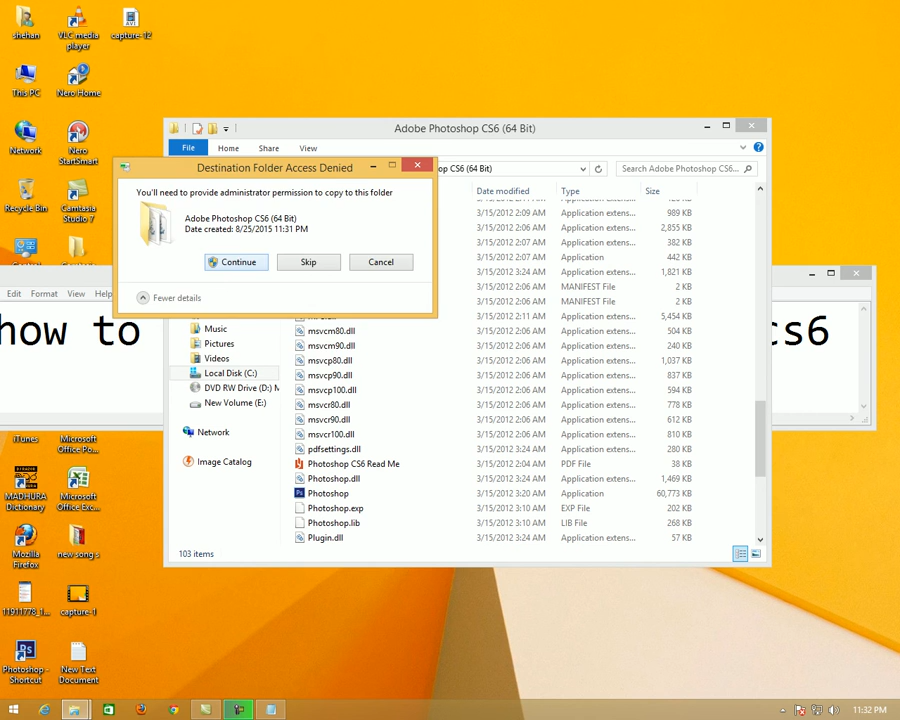 shehan
VLC media player
capture-12
This PC
Nero Home
Network
Nero StartSmart
Recycle Bin
Camtasia Studio 7
Adobe Photoshop CS6 (64 Bit)
File
Home
Share
View
op CS6 (64 Bit)
Search Adobe Photoshop CS6...
Date modified
Type
Size
3/15/2012 2:09 AM Application extens... 989 KB
3/15/2012 2:06 AM Application extens... 2,855 KB
3/15/2012 2:07 AM Application extens... 382 KB
3/15/2012 2:07 AM Application 442 KB
3/15/2012 3:24 AM Application extens... 1,821 KB
3/15/2012 2:06 AM MANIFEST File 2 KB
3/15/2012 2:06 AM MANIFEST File 2 KB
3/15/2012 2:11 AM Application extens... 5,454 KB
msvcm80.dll 3/15/2012 2:06 AM Application extens... 504 KB
msvcm90.dll 3/15/2012 2:06 AM Application extens... 240 KB
msvcp80.dll 3/15/2012 2:06 AM Application extens... 1,037 KB
msvcp90.dll 3/15/2012 2:06 AM Application extens... 837 KB
msvcp100.dll 3/15/2012 2:06 AM Application extens... 594 KB
msvcr80.dll 3/15/2012 2:06 AM Application extens... 778 KB
msvcr90.dll 3/15/2012 2:06 AM Application extens... 612 KB
msvcr100.dll 3/15/2012 2:06 AM Application extens... 810 KB
pdfsettings.dll 3/15/2012 3:24 AM Application extens... 280 KB
Photoshop CS6 Read Me 3/15/2012 2:04 AM PDF File 38 KB
Photoshop.dll 3/15/2012 3:24 AM Application extens... 1,469 KB
Photoshop 3/15/2012 3:20 AM Application 60,773 KB
Photoshop.exp 3/15/2012 3:10 AM EXP File 202 KB
Photoshop.lib 3/15/2012 3:10 AM LIB File 268 KB
Plugin.dll 3/15/2012 3:24 AM Application extens... 57 KB
Music
Pictures
Videos
Local Disk (C:)
DVD RW Drive (D:) M
New Volume (E:)
Network
Image Catalog
103 items
Destination Folder Access Denied
You'll need to provide administrator permission to copy to this folder
Adobe Photoshop CS6 (64 Bit)
Date created: 8/25/2015 11:31 PM
Continue
Skip
Cancel
Fewer details
Edit Format View Help
how to
cs6
iTunes
Microsoft Office Po...
MADHURA Dictionary
Microsoft Office Exc...
Mozilla Firefox
new song s
11911778_1...
capture-1
Photoshop - Shortcut
New Text Document
11:32 PM